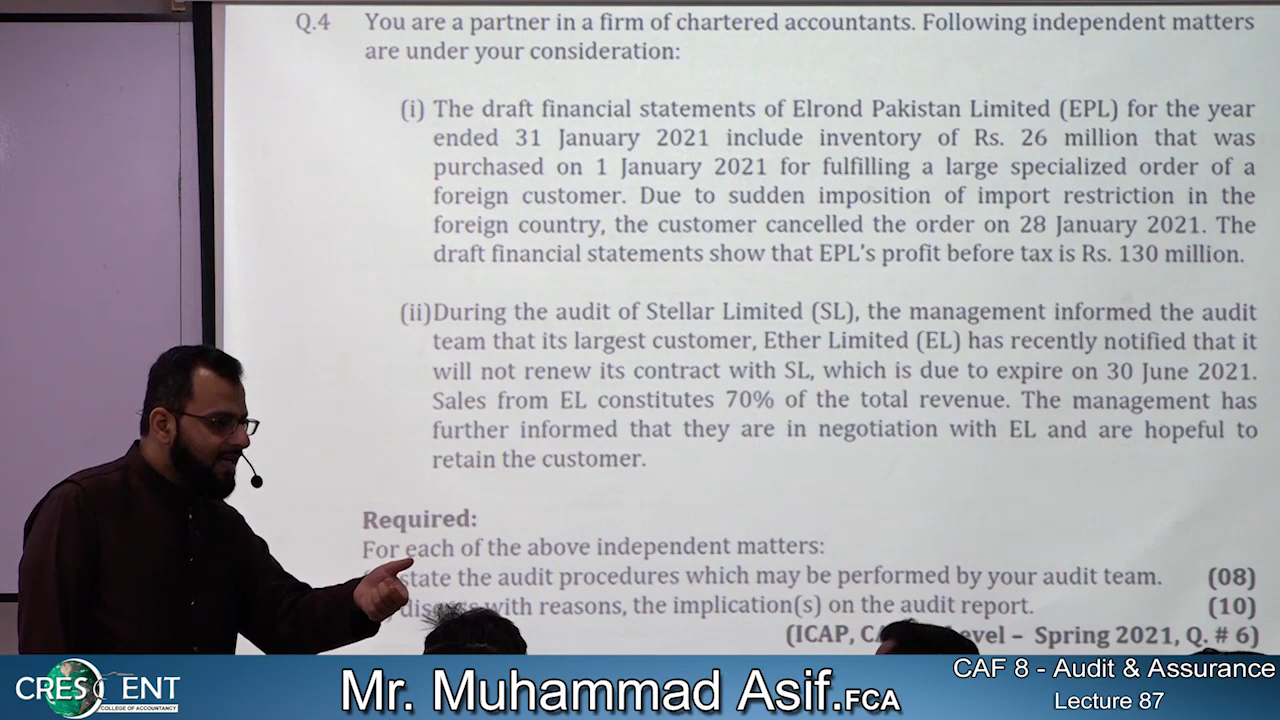 Q.4 You are a partner in a firm of chartered accountants. Following independent matters
are under your consideration:
(i) The draft financial statements of Elrond Pakistan Limited (EPL) for the year
ended 31 January 2021 include inventory of Rs. 26 million that was
purchased on 1 January 2021 for fulfilling a large specialized order of a
foreign customer. Due to sudden imposition of import restriction in the
foreign country, the customer cancelled the order on 28 January 2021. The
draft financial statements show that EPL's profit before tax is Rs. 130 million.
(ii) During the audit of Stellar Limited (SL), the management informed the audit
team that its largest customer, Ether Limited (EL) has recently notified that it
will not renew its contract with SL, which is due to expire on 30 June 2021.
Sales from EL constitutes 70% of the total revenue. The management has
further informed that they are in negotiation with EL and are hopeful to
retain the customer.
Required:
For each of the above independent matters:
state the audit procedures which may be performed by your audit team. (08)
with reasons, the implication(s) on the audit report. (10)
(ICAP, – Spring 2021, Q. # 6)
CRESCENT
COLLEGE OF ACCOUNTANCY
Mr. Muhammad Asif.FCA
CAF 8 - Audit & Assurance
Lecture 87